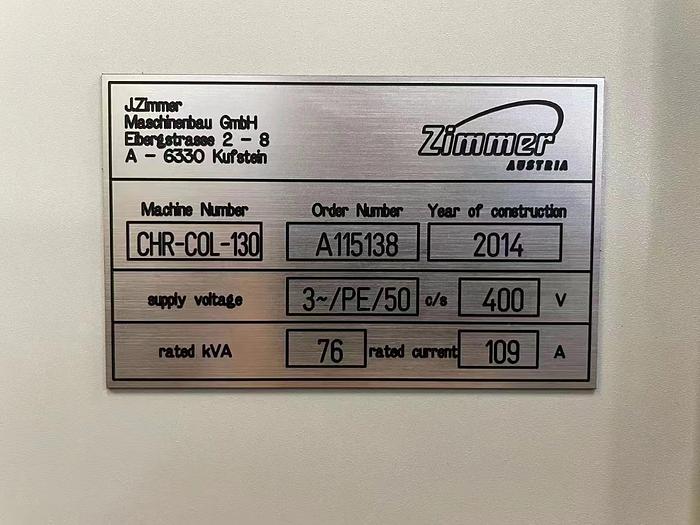 J.Zimmer
Maschinenbau GmbH
Eibergstrasse 2 - 8
A - 6330 Kufstein
Zimmer
AUSTRIA
Machine Number Order Number Year of construction
CHR-COL-130 A115138 2014
supply voltage 3~/PE/50 c/s 400 V
rated kVA 76 rated current 109 A